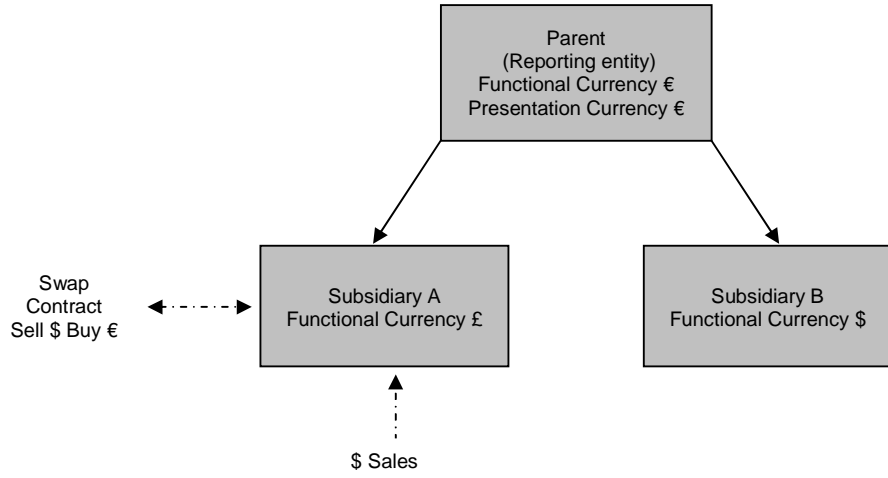 Parent
(Reporting entity)
Functional Currency €
Presentation Currency €
Swap
Contract
Sell $ Buy €
Subsidiary A
Functional Currency £
Subsidiary B
Functional Currency $
$ Sales